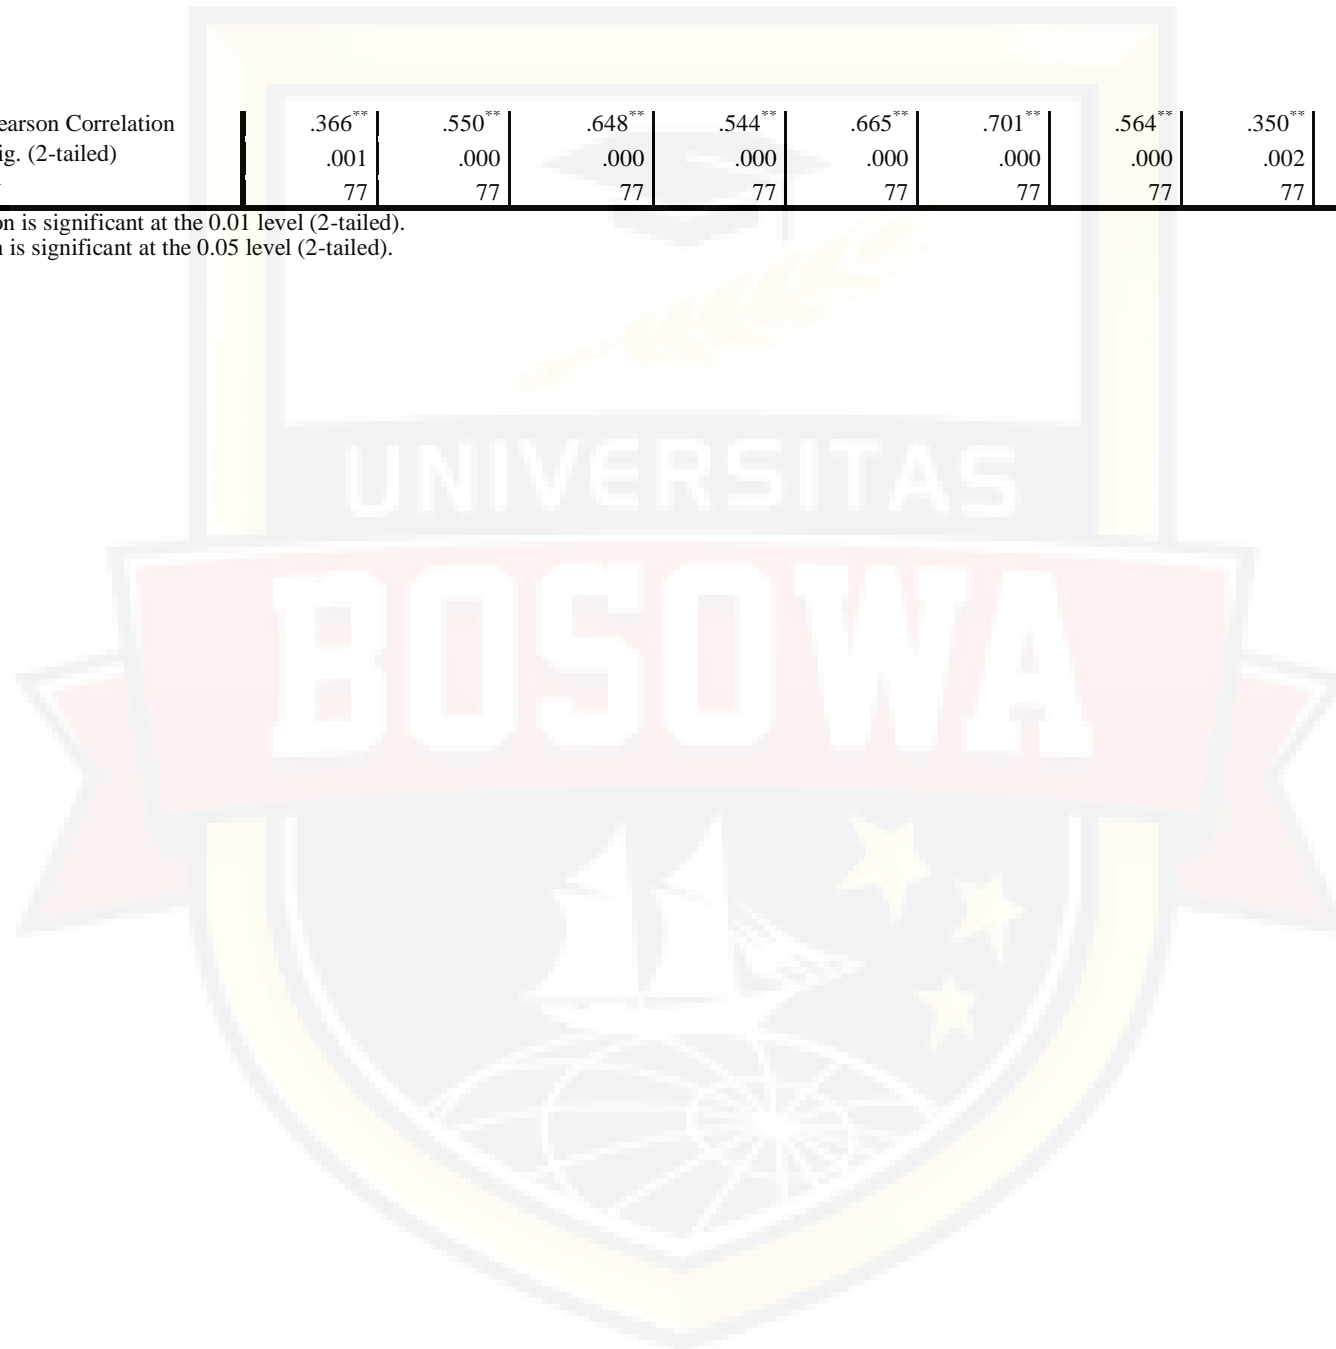 earson Correlation .366** .550** .648** .544** .665** .701** .564** .350**
ig. (2-tailed) .001 .000 .000 .000 .000 .000 .000 .002
77 77 77 77 77 77 77 77
on is significant at the 0.01 level (2-tailed).
n is significant at the 0.05 level (2-tailed).
UNIVERSITAS
BOSOWA